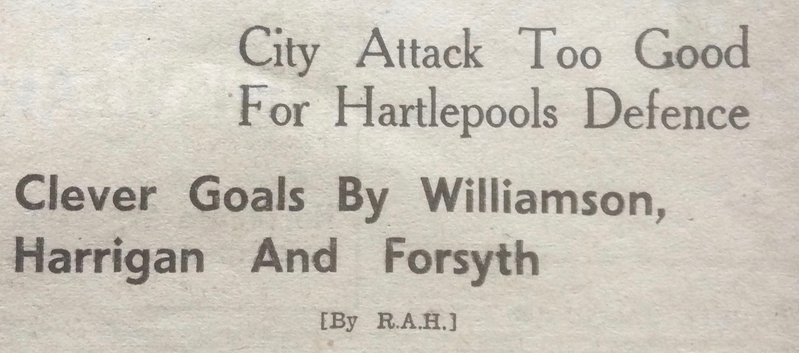 City Attack Too Good
For Hartlepools Defence
Clever Goals By Williamson,
Harrigan And Forsyth
[By R.A.H.]